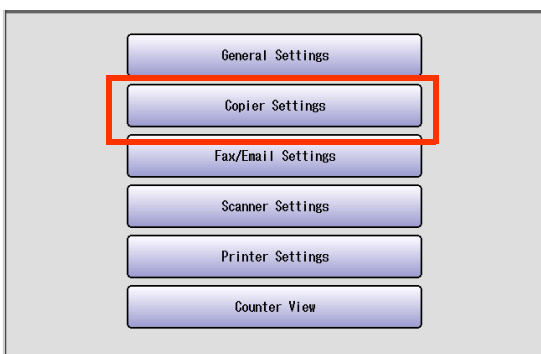 General Settings
Copier Settings
Fax/Email Settings
Scanner Settings
Printer Settings
Counter View